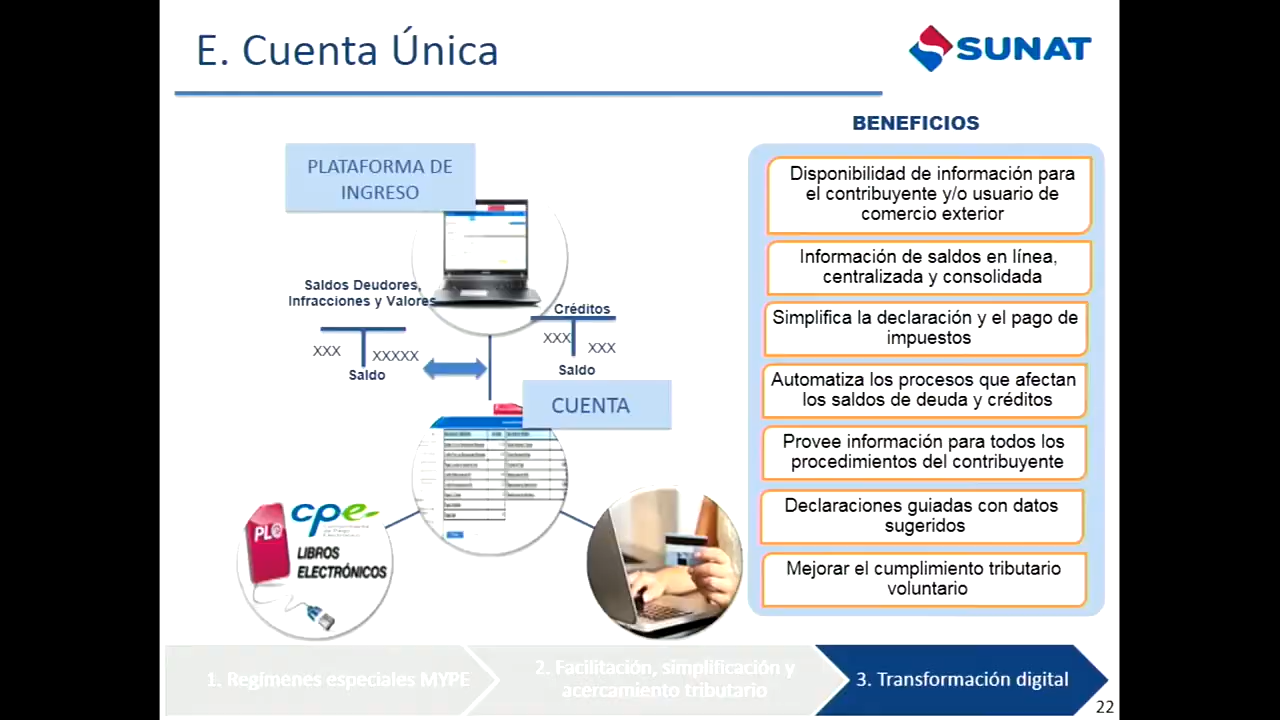 E. Cuenta Única
SUNAT
BENEFICIOS
PLATAFORMA DE
INGRESO
Saldos Deudores,
Infracciones y Valores
XXX
XXXXX
Saldo
Créditos
XXX
XXX
Saldo
CUENTA
PLe
cpe
LIBROS
ELECTRÓNICOS
Disponibilidad de información para
el contribuyente y/o usuario de
comercio exterior
Información de saldos en línea,
centralizada y consolidada
Simplifica la declaración y el pago de
impuestos
Automatiza los procesos que afectan
los saldos de deuda y créditos
Provee información para todos los
procedimientos del contribuyente
Declaraciones guiadas con datos
sugeridos
Mejorar el cumplimiento tributario
voluntario
1. Regímenes especiales MYPE
2. Facilitación, simplificación y
acercamiento tributario
3. Transformación digital
22